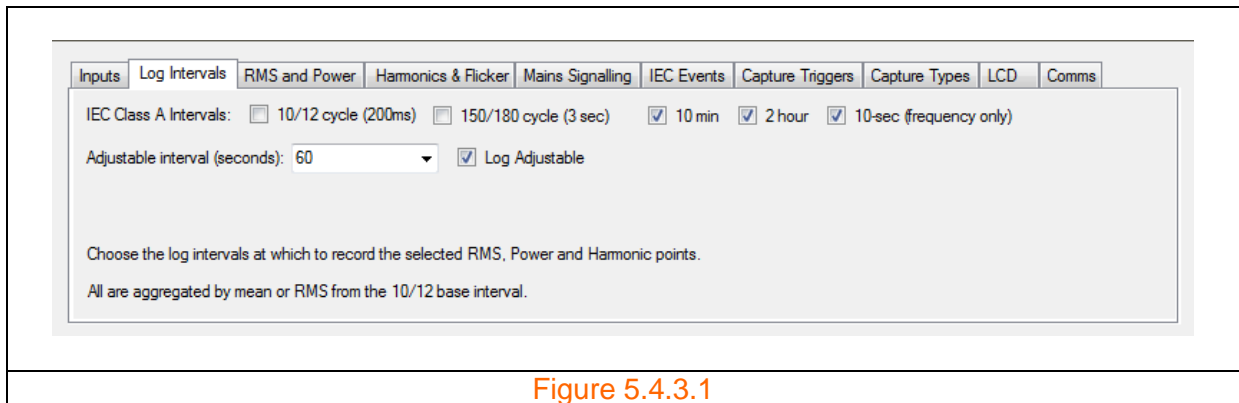 Inputs Log Intervals RMS and Power Harmonics & Flicker Mains Signalling IEC Events Capture Triggers Capture Types LCD Comms
IEC Class A Intervals: 10/12 cycle (200ms) 150/180 cycle (3 sec) 10 min 2 hour 10-sec (frequency only)
Adjustable interval (seconds): 60 Log Adjustable
Choose the log intervals at which to record the selected RMS, Power and Harmonic points.
All are aggregated by mean or RMS from the 10/12 base interval.
Figure 5.4.3.1